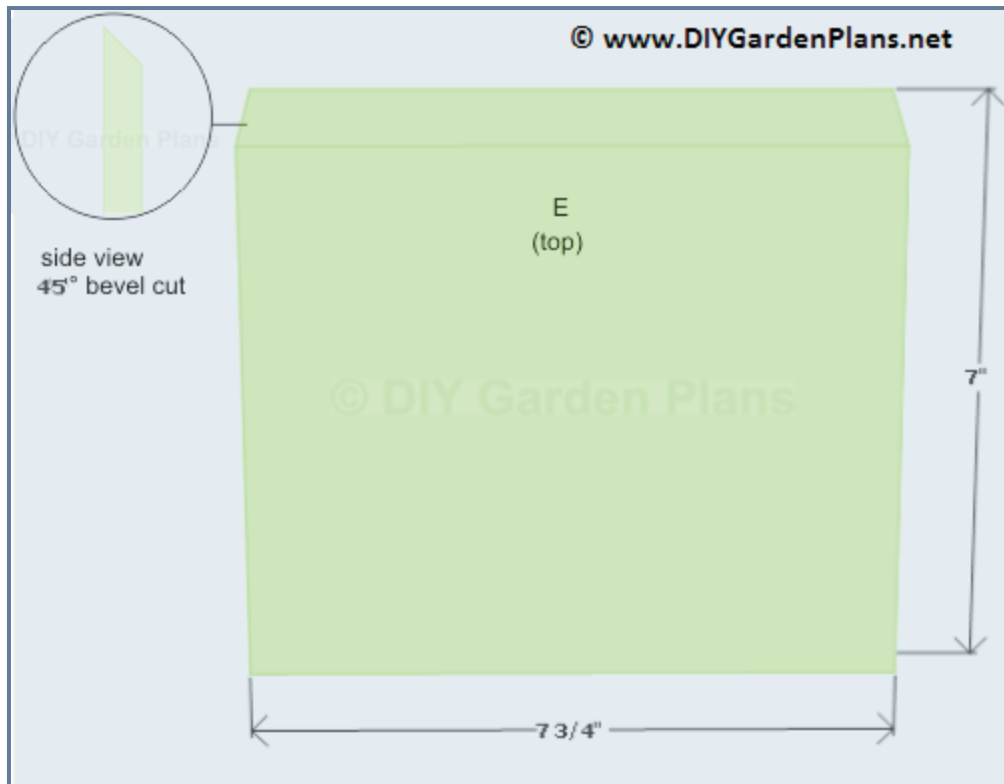 © www.DIYGardenPlans.net
DIY Garden Plans
E
(top)
side view
45° bevel cut
7"
© DIY Garden Plans
7 3/4"